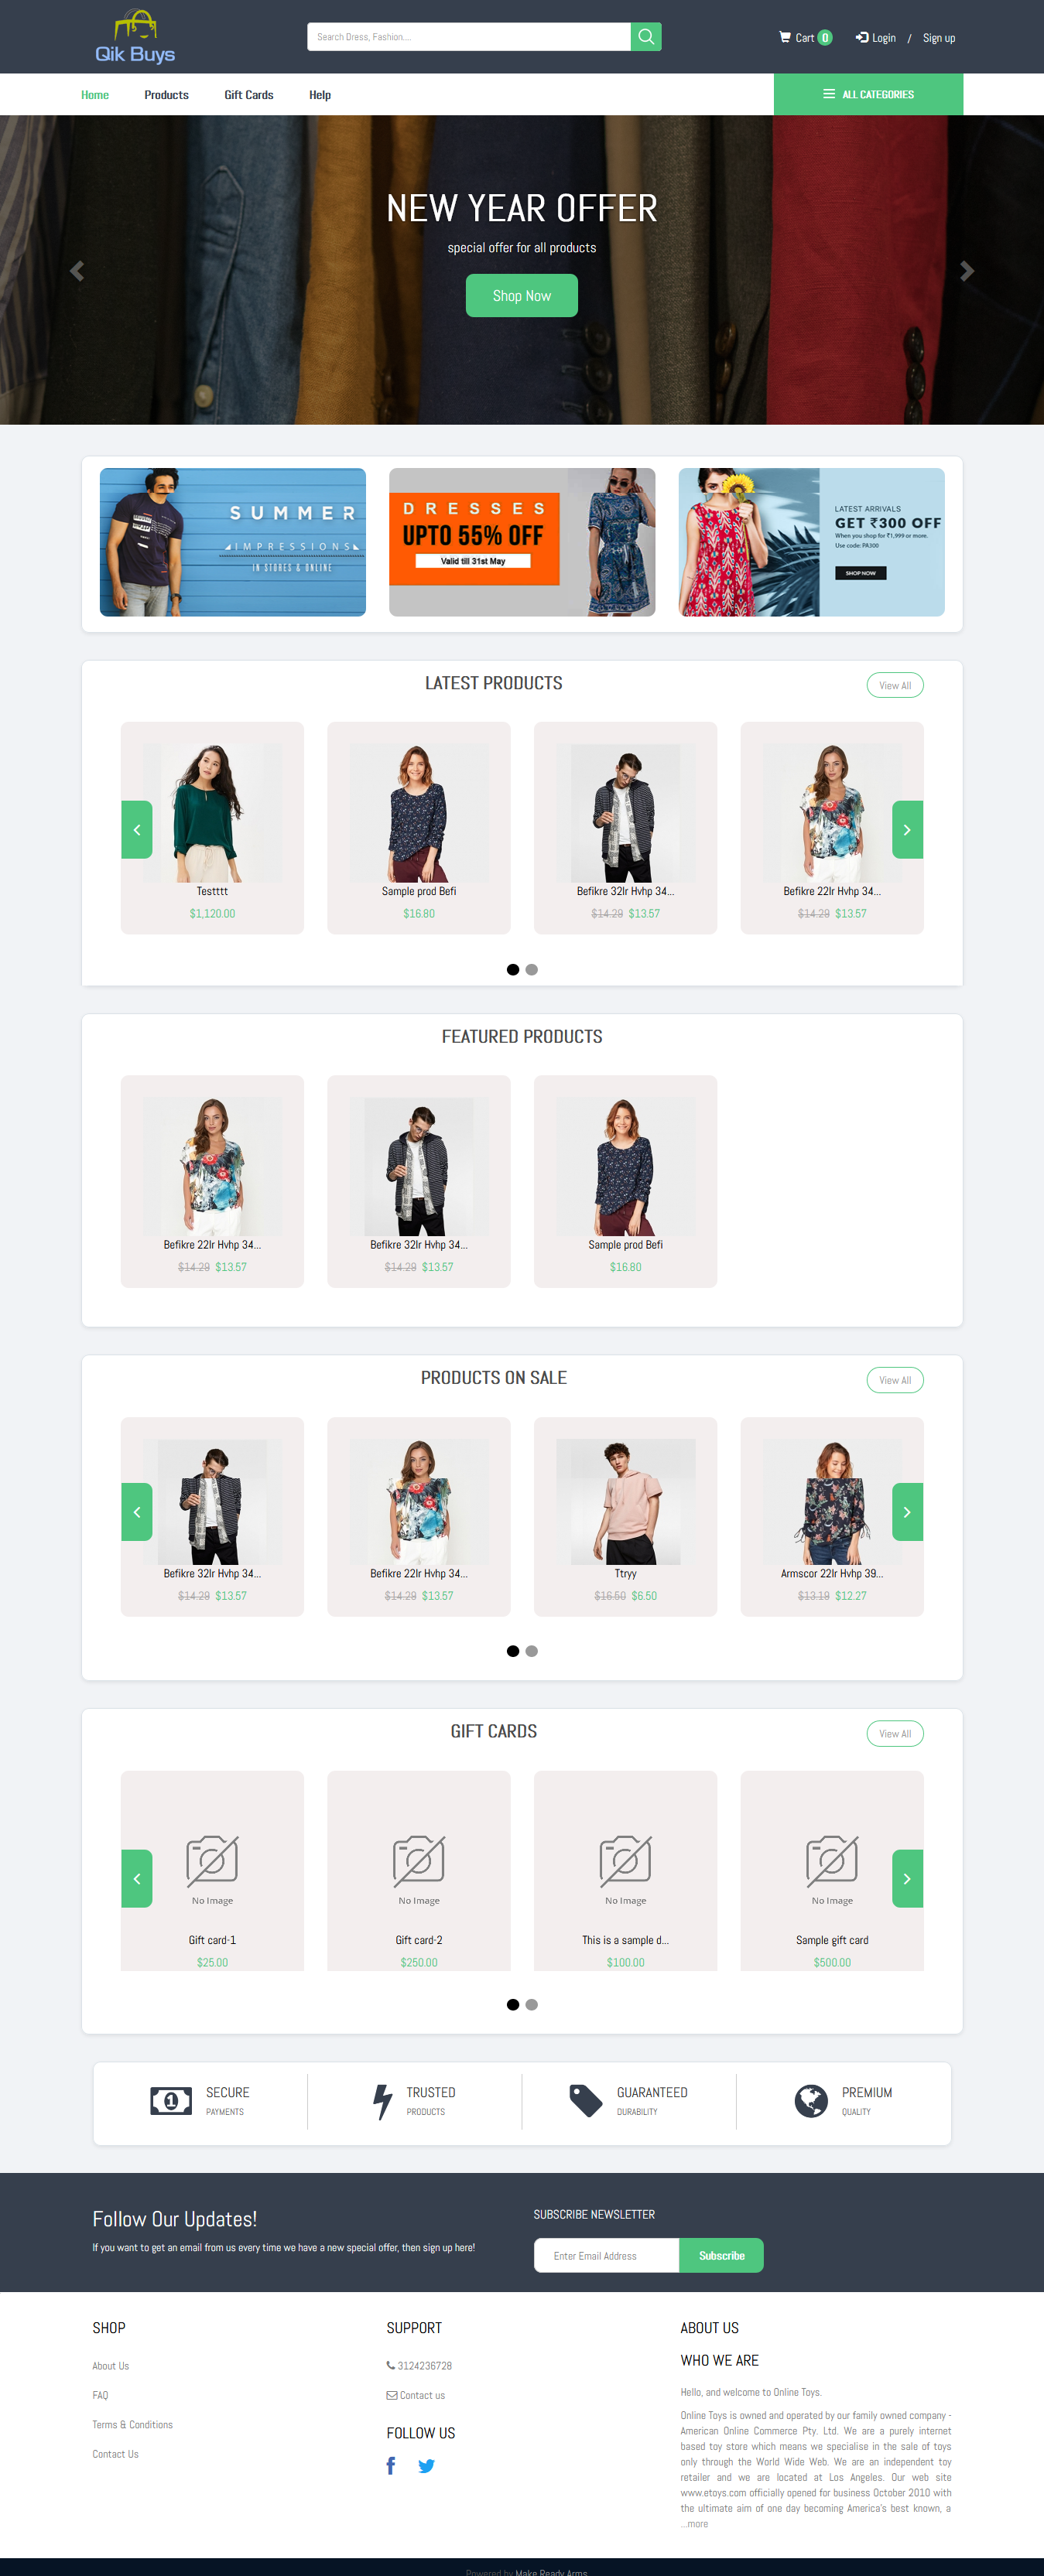 Qik Buys
Search Dress, Fashion....
Cart 0
Login / Sign up
Home Products Gift Cards Help
ALL CATEGORIES
NEW YEAR OFFER
special offer for all products
Shop Now
SUMMER
IMPRESSIONS
IN STORES & ONLINE
DRESSES
UPTO 55% OFF
Valid till 31st May
LATEST ARRIVALS
GET ₹300 OFF
When you shop for ₹1,999 or more.
Use code: PA300
SHOP NOW
LATEST PRODUCTS
View All
Testttt
$1,120.00
Sample prod Befi
$16.80
Befikre 32lr Hvhp 34...
$14.29 $13.57
Befikre 22lr Hvhp 34...
$14.29 $13.57
FEATURED PRODUCTS
Befikre 22lr Hvhp 34...
$14.29 $13.57
Befikre 32lr Hvhp 34...
$14.29 $13.57
Sample prod Befi
$16.80
PRODUCTS ON SALE
View All
Befikre 32lr Hvhp 34...
$14.29 $13.57
Befikre 22lr Hvhp 34...
$14.29 $13.57
Ttryy
$16.50 $6.50
Armscor 22lr Hvhp 39...
$13.19 $12.27
GIFT CARDS
View All
No Image
Gift card-1
$25.00
No Image
Gift card-2
$250.00
No Image
This is a sample d...
$100.00
No Image
Sample gift card
$500.00
SECURE
PAYMENTS
TRUSTED
PRODUCTS
GUARANTEED
DURABILITY
PREMIUM
QUALITY
Follow Our Updates!
If you want to get an email from us every time we have a new special offer, then sign up here!
SUBSCRIBE NEWSLETTER
Enter Email Address
Subscribe
SHOP
About Us
FAQ
Terms & Conditions
Contact Us
SUPPORT
3124236728
Contact us
FOLLOW US
ABOUT US
WHO WE ARE
Hello, and welcome to Online Toys.
Online Toys is owned and operated by our family owned company -
American Online Commerce Pty. Ltd. We are a purely internet
based toy store which means we specialise in the sale of toys
only through the World Wide Web. We are an independent toy
retailer and we are located at Los Angeles. Our web site
www.etoys.com officially opened for business October 2010 with
the ultimate aim of one day becoming America's best known, a
...more
Powered by Make Ready Arms